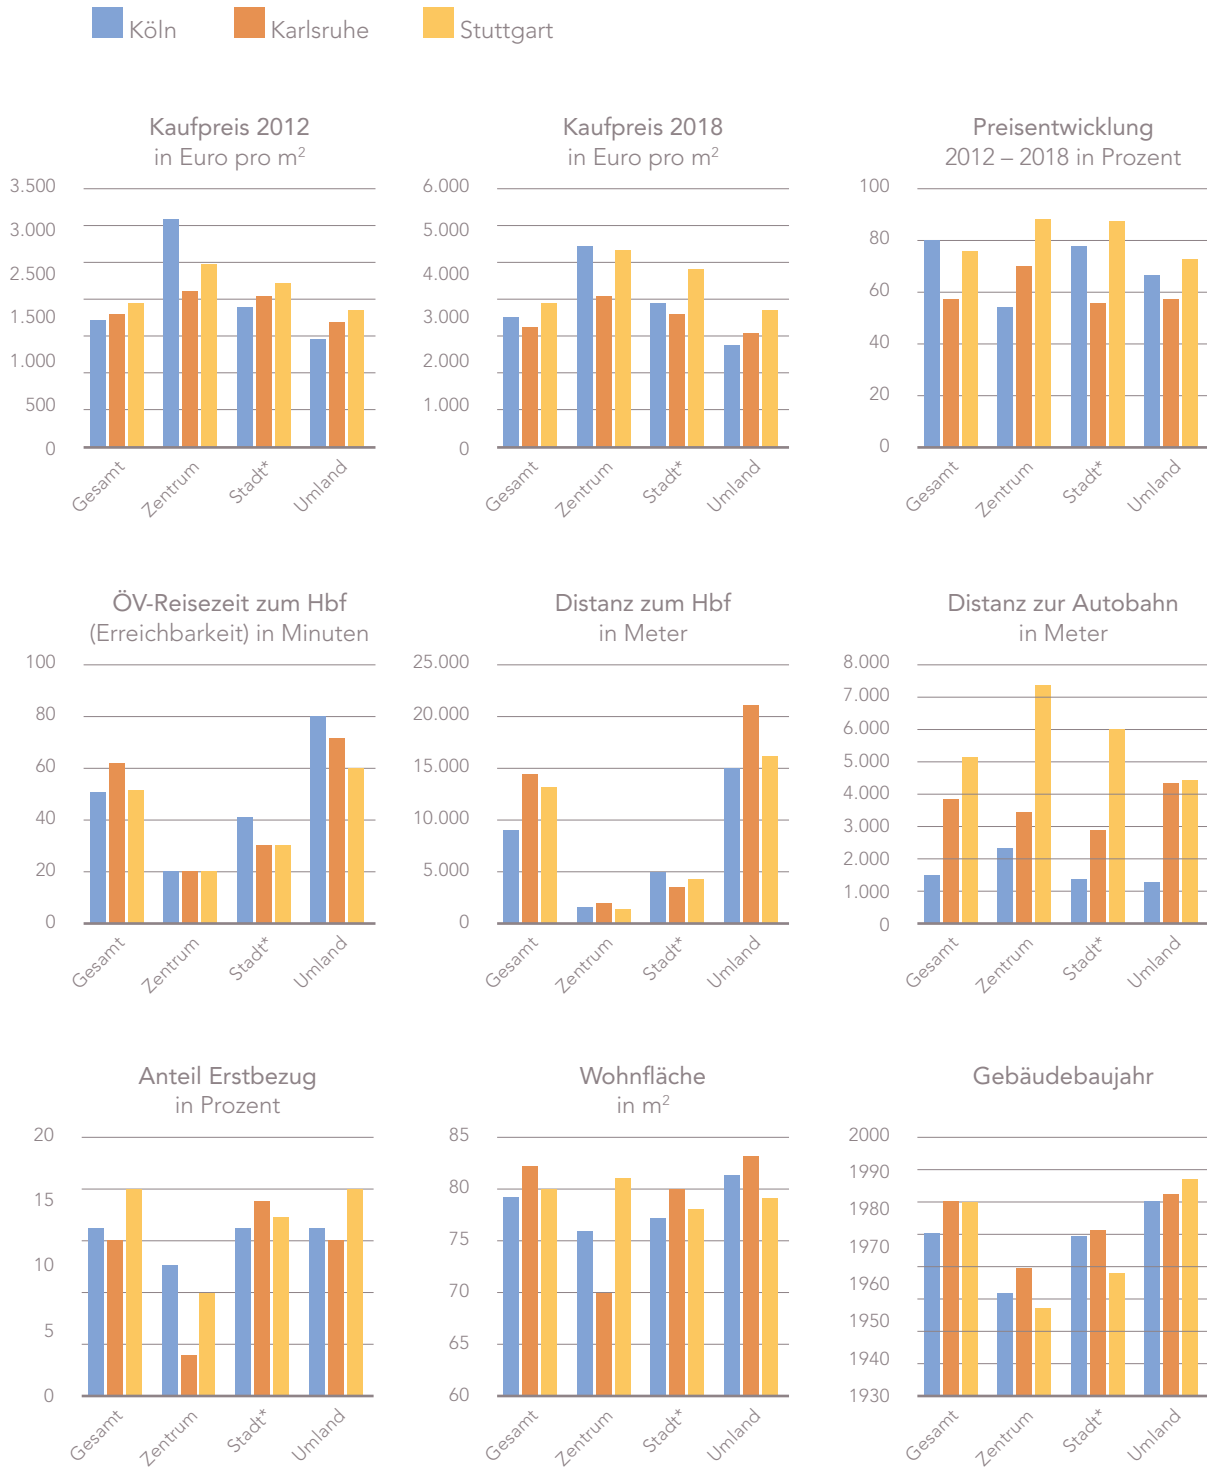 Köln Karlsruhe Stuttgart
Kaufpreis 2012
in Euro pro m²
3.500
3.000
2.500
1.500
1.000
500
0
Gesamt Zentrum Stadt* Umland
Kaufpreis 2018
in Euro pro m²
6.000
5.000
4.000
3.000
2.000
1.000
0
Gesamt Zentrum Stadt* Umland
Preisentwicklung
2012 – 2018 in Prozent
100
80
60
40
20
0
Gesamt Zentrum Stadt* Umland
ÖV-Reisezeit zum Hbf
(Erreichbarkeit) in Minuten
100
80
60
40
20
0
Gesamt Zentrum Stadt* Umland
Distanz zum Hbf
in Meter
25.000
20.000
15.000
10.000
5.000
0
Gesamt Zentrum Stadt* Umland
Distanz zur Autobahn
in Meter
8.000
7.000
6.000
5.000
4.000
3.000
2.000
1.000
0
Gesamt Zentrum Stadt* Umland
Anteil Erstbezug
in Prozent
20
15
10
5
0
Gesamt Zentrum Stadt* Umland
Wohnfläche
in m²
85
80
75
70
65
60
Gesamt Zentrum Stadt* Umland
Gebäudebaujahr
2000
1990
1980
1970
1960
1950
1940
1930
Gesamt Zentrum Stadt* Umland